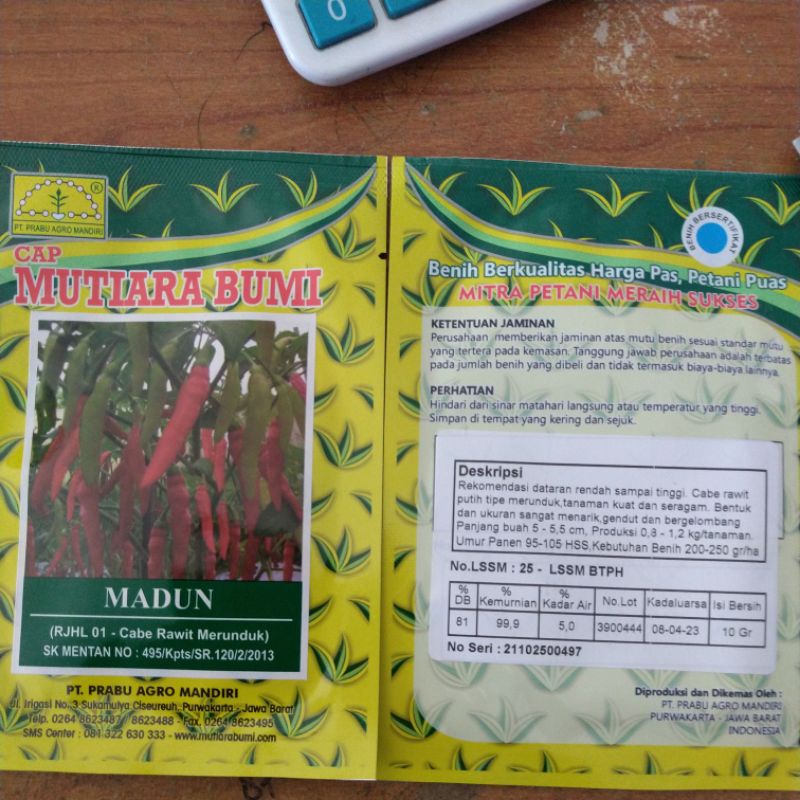 0
PT. PRABU AGRO MANDIRI
®
CAP
MUTIARA BUMI
MADUN
(RJHL 01 - Cabe Rawit Merunduk)
SK MENTAN NO : 495/Kpts/SR.120/2/2013
PT. PRABU AGRO MANDIRI
Jl. Irigasi No. 3 Sukamulya Ciseureuh, Purwakarta - Jawa Barat
Telp. 0264 8623487 / 8623488 - Fax. 0264 8623495
SMS Center : 081 322 630 333 - www.mutiarabumi.com
BENIH BERSERTIFIKAT
Benih Berkualitas Harga Pas, Petani Puas
MITRA PETANI MERAIH SUKSES
KETENTUAN JAMINAN
Perusahaan memberikan jaminan atas mutu benih sesuai standar mutu
yang tertera pada kemasan. Tanggung jawab perusahaan adalah terbatas
pada jumlah benih yang dibeli dan tidak termasuk biaya-biaya lainnya.
PERHATIAN
Hindari dari sinar matahari langsung atau temperatur yang tinggi.
Simpan di tempat yang kering dan sejuk.
Deskripsi
Rekomendasi dataran rendah sampai tinggi. Cabe rawit
putih tipe merunduk,tanaman kuat dan seragam. Bentuk
dan ukuran sangat menarik,gendut dan bergelombang
Panjang buah 5 - 5,5 cm, Produksi 0,8 - 1,2 kg/tanaman.
Umur Panen 95-105 HSS,Kebutuhan Benih 200-250 gr/ha
No.LSSM : 25 - LSSM BTPH
% DB % Kemurnian % Kadar Air No.Lot Kadaluarsa Isi Bersih
81 99,9 5,0 3900444 08-04-23 10 Gr
No Seri : 21102500497
Diproduksi dan Dikemas Oleh :
PT. PRABU AGRO MANDIRI
PURWAKARTA - JAWA BARAT
INDONESIA